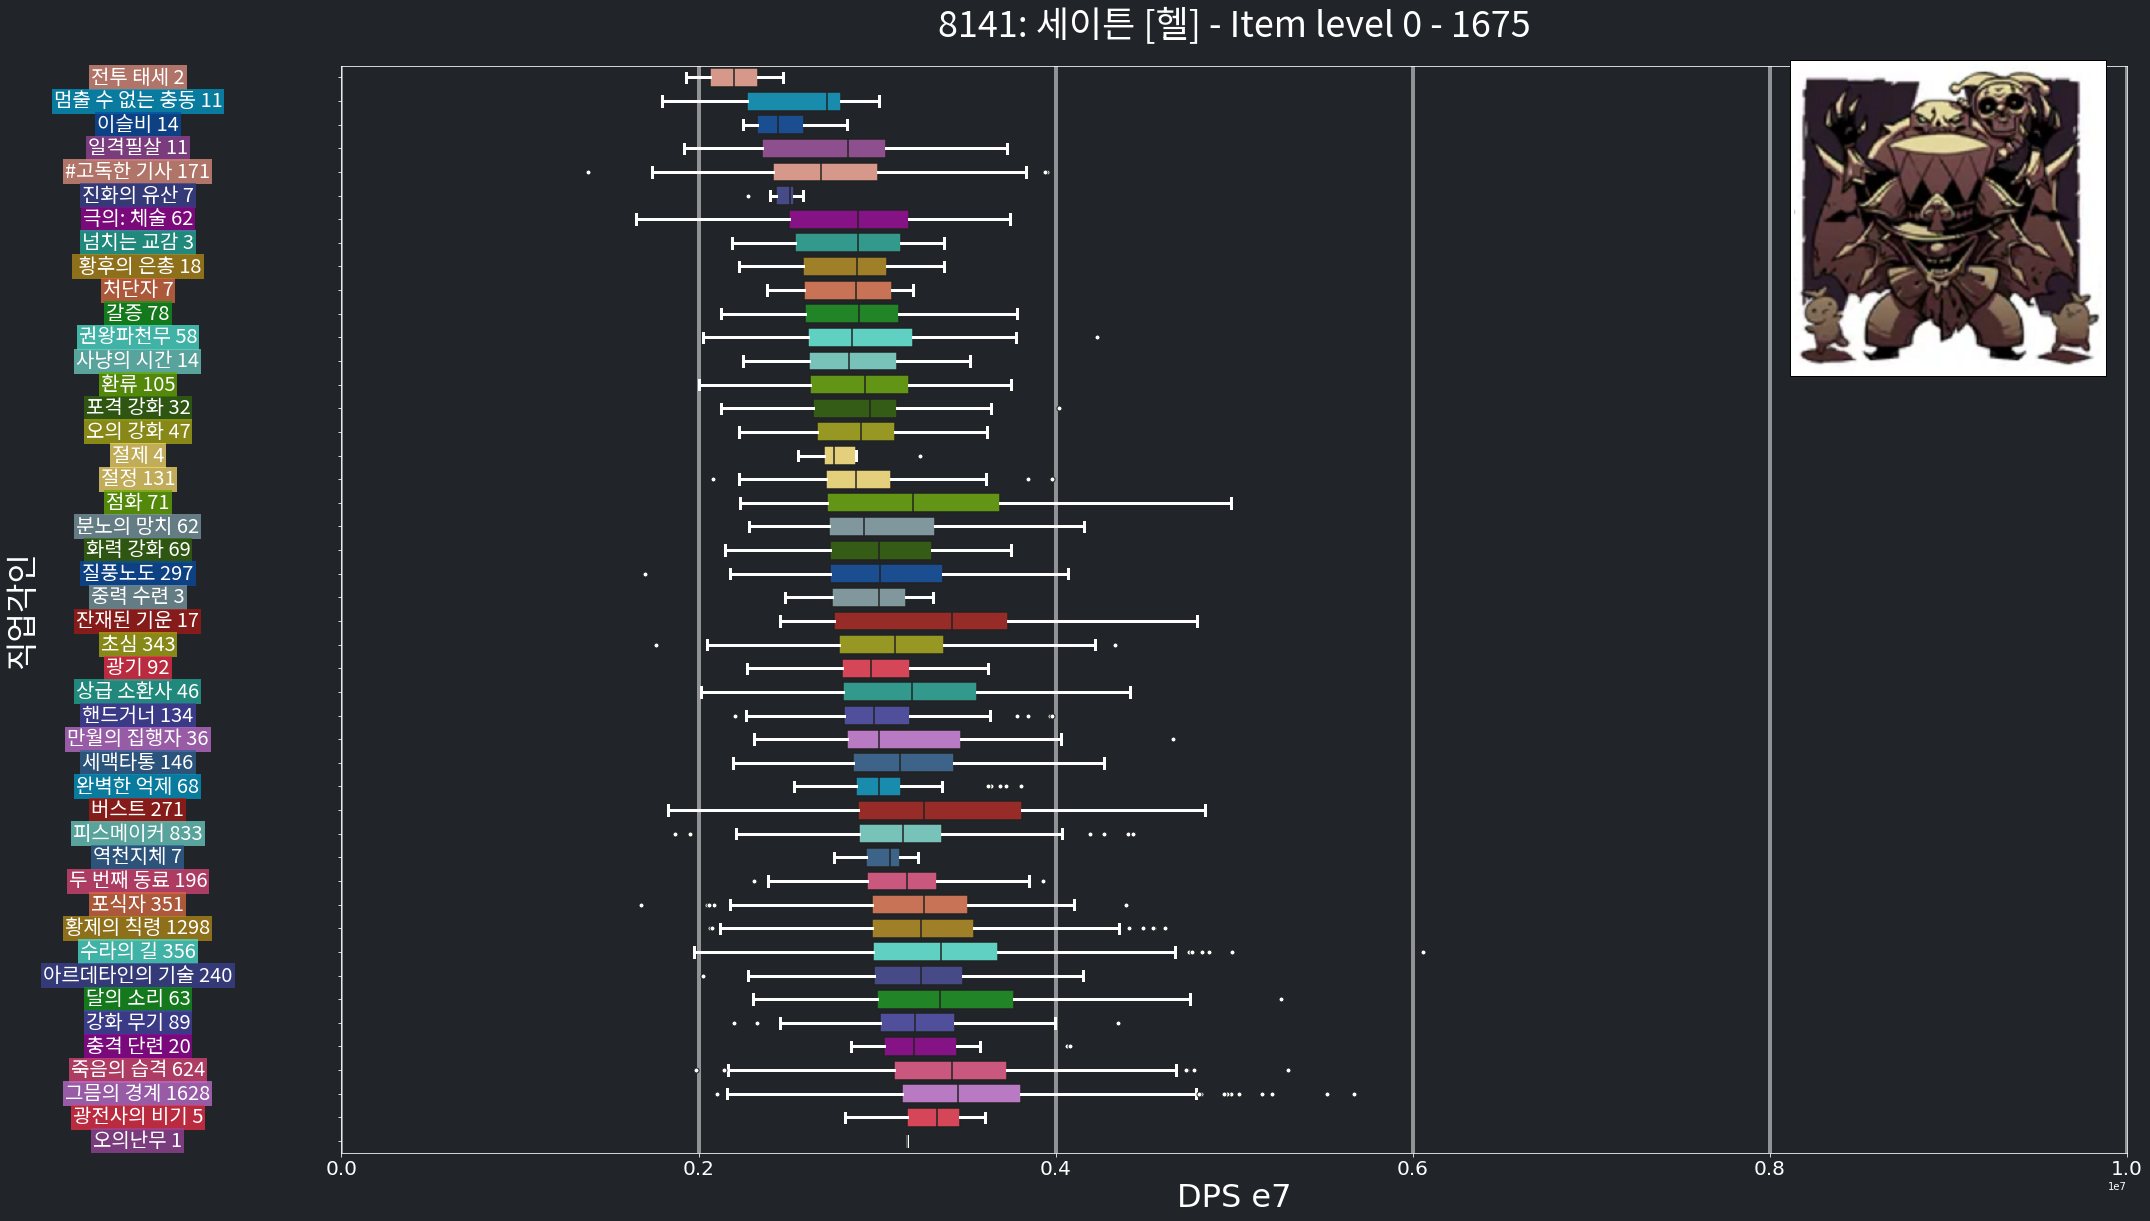 8141: 세이튼 [헬] - Item level 0 - 1675
전투 태세 2
멈출 수 없는 충동 11
이슬비 14
일격필살 11
#고독한 기사 171
진화의 유산 7
극의: 체술 62
넘치는 교감 3
황후의 은총 18
처단자 7
갈증 78
권왕파천무 58
사냥의 시간 14
환류 105
포격 강화 32
오의 강화 47
절제 4
절정 131
점화 71
분노의 망치 62
화력 강화 69
질풍노도 297
중력 수련 3
잔재된 기운 17
초심 343
광기 92
상급 소환사 46
핸드거너 134
만월의 집행자 36
세맥타통 146
완벽한 억제 68
버스트 271
피스메이커 833
역천지체 7
두 번째 동료 196
포식자 351
황제의 칙령 1298
수라의 길 356
아르데타인의 기술 240
달의 소리 63
강화 무기 89
충격 단련 20
죽음의 습격 624
그믐의 경계 1628
광전사의 비기 5
오의난무 1
직업각인
0.0 0.2 0.4 0.6 0.8 1.0
1e7
DPS e7